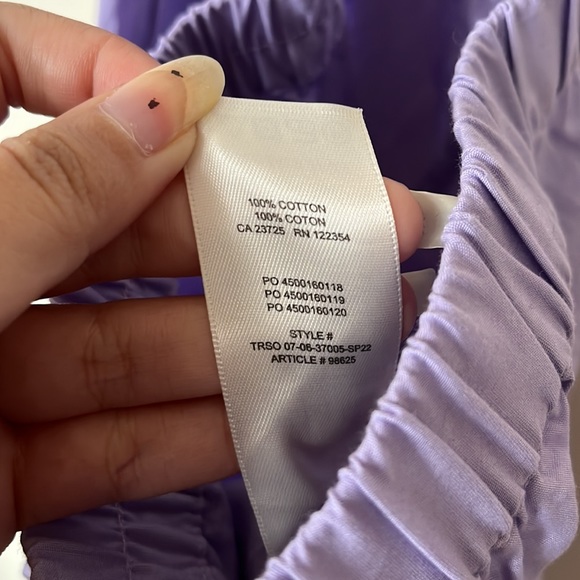 100% COTTON
100% COTON
CA 23725 RN 122354
PO 4500160118
PO 4500160119
PO 4500160120
STYLE #
TRSO 07-06-37005-SP22
ARTICLE # 98625